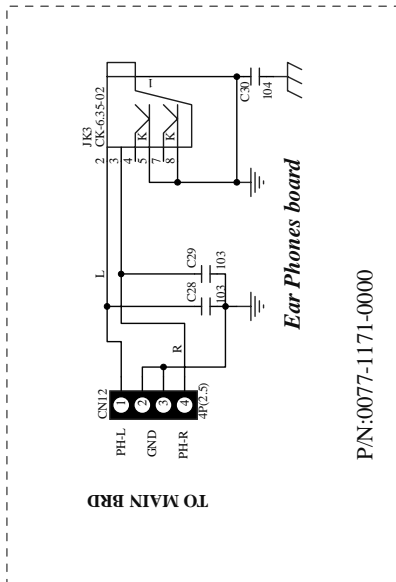 JK3
CK-6.35-02
1
2
3
4
5
7
8
K
K
C30
104
L
R
C29
103
C28
103
CN12
1
2
3
4
4P(2.5)
PH-L
GND
PH-R
TO MAIN BRD
Ear Phones board
P/N:0077-1171-0000